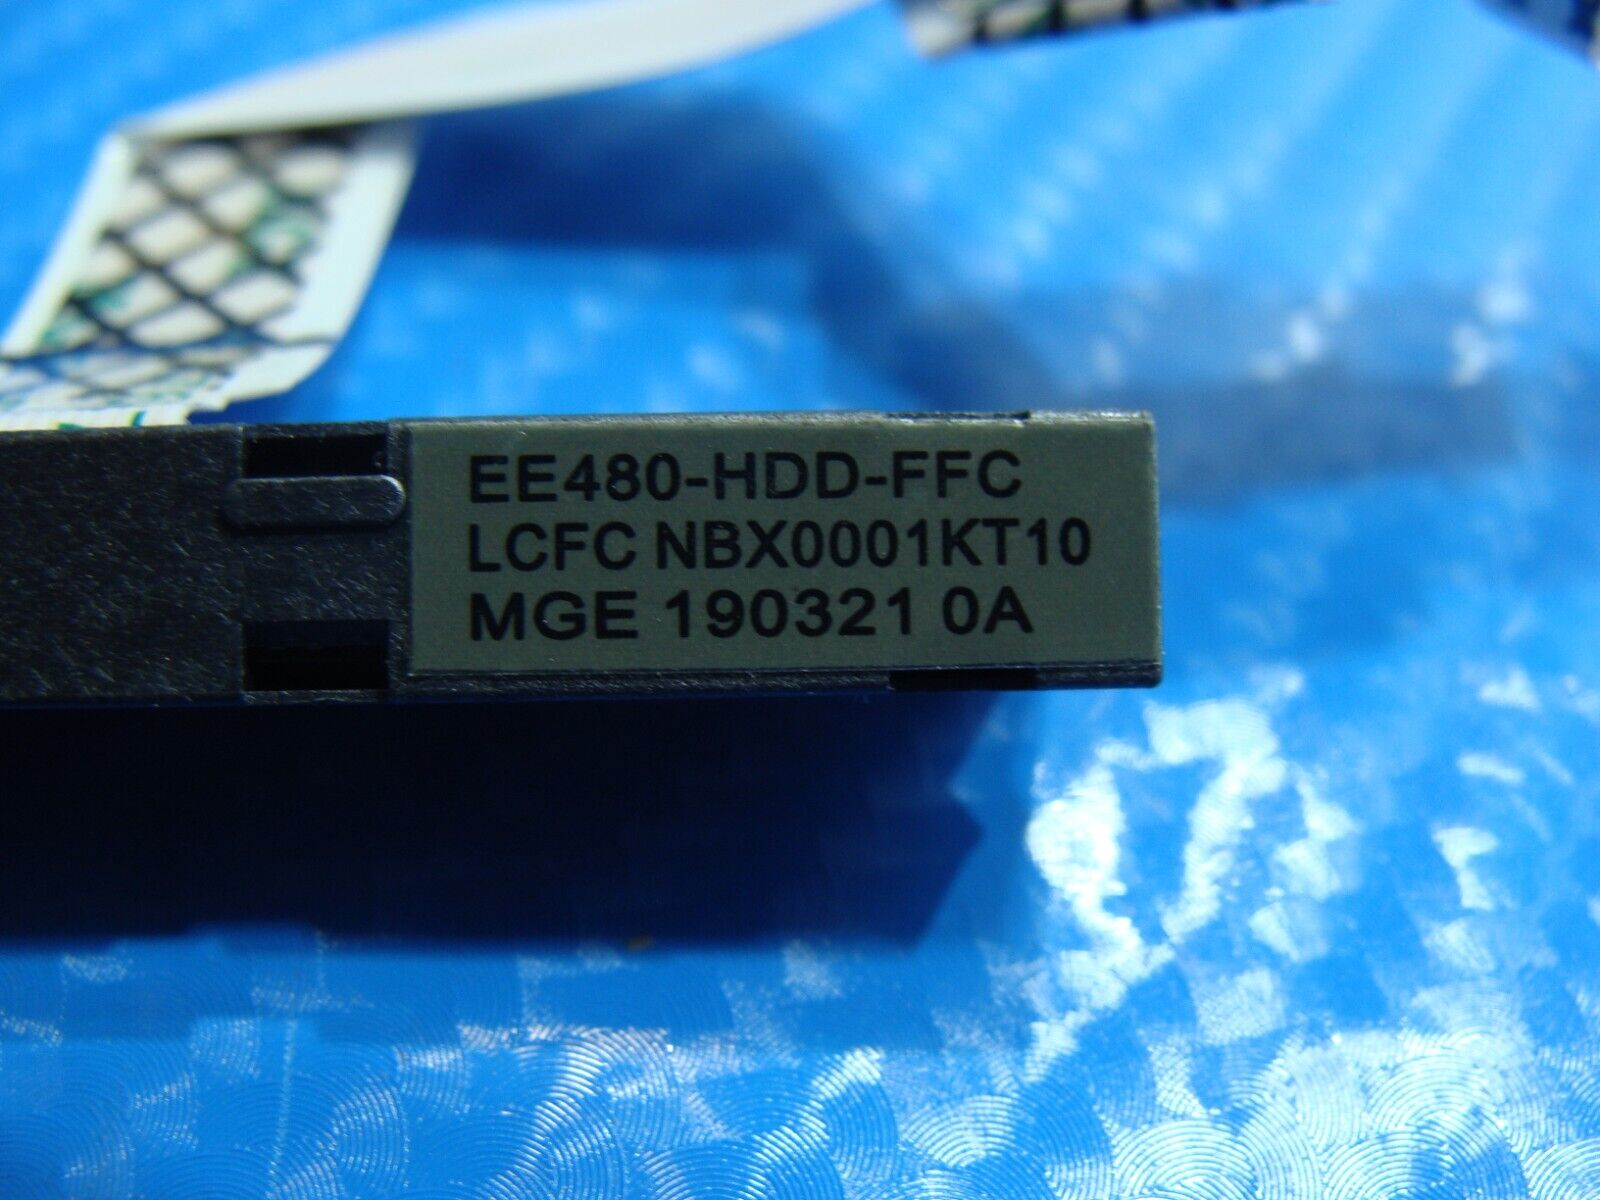 EE480-HDD-FFC
LCFC NBX0001KT10
MGE 190321 0A